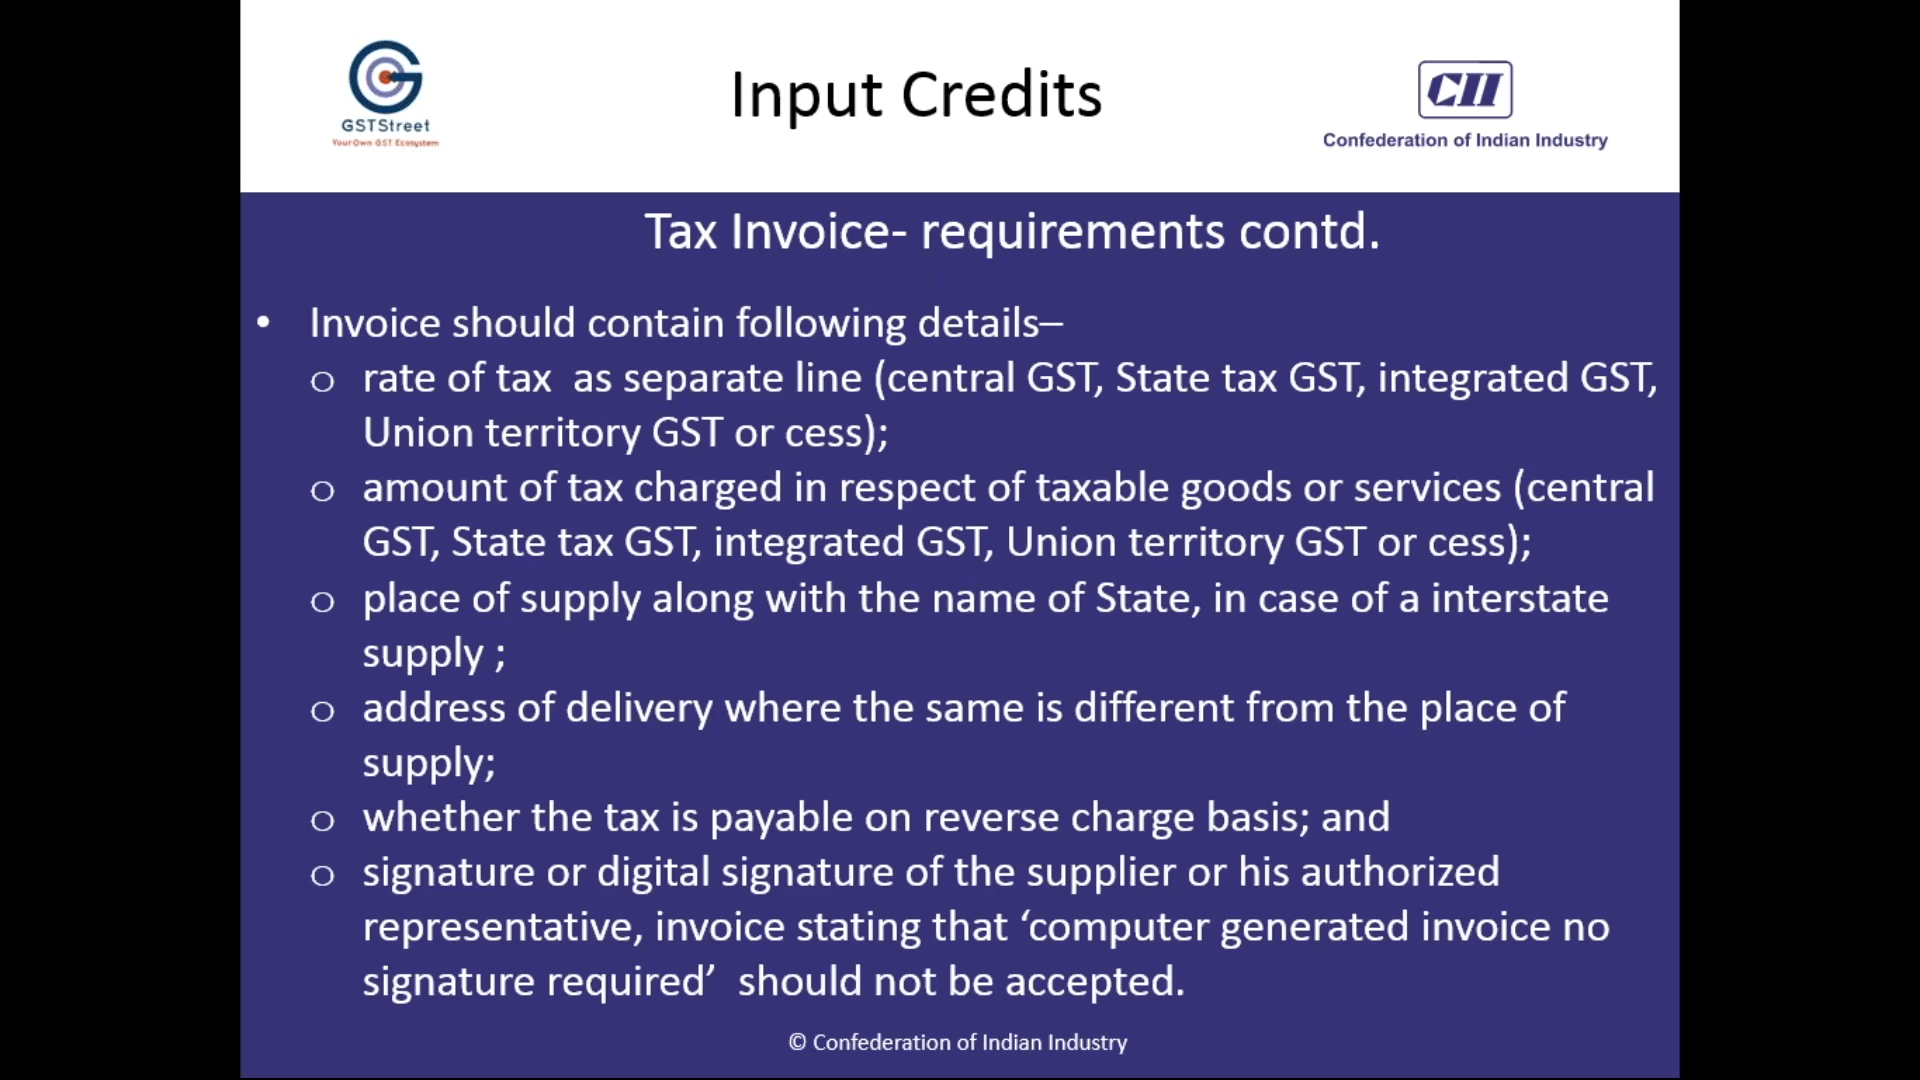 GSTStreet
Your Own GST Ecosystem
Input Credits
CII
Confederation of Indian Industry
Tax Invoice- requirements contd.
• Invoice should contain following details–
o rate of tax  as separate line (central GST, State tax GST, integrated GST,
Union territory GST or cess);
o amount of tax charged in respect of taxable goods or services (central
GST, State tax GST, integrated GST, Union territory GST or cess);
o place of supply along with the name of State, in case of a interstate
supply ;
o address of delivery where the same is different from the place of
supply;
o whether the tax is payable on reverse charge basis; and
o signature or digital signature of the supplier or his authorized
representative, invoice stating that ‘computer generated invoice no
signature required’  should not be accepted.
© Confederation of Indian Industry